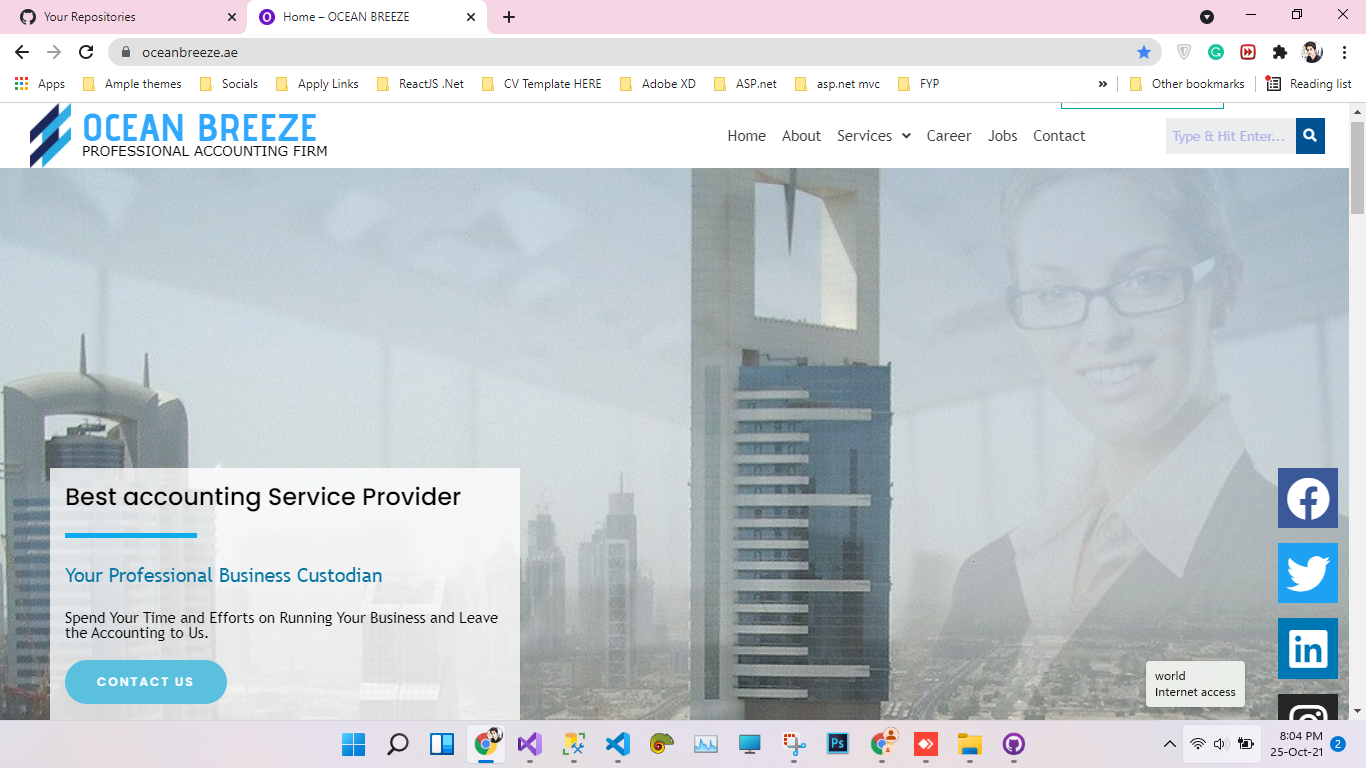 Your Repositories
Home – OCEAN BREEZE
oceanbreeze.ae
Apps
Ample themes
Socials
Apply Links
ReactJS .Net
CV Template HERE
Adobe XD
ASP.net
asp.net mvc
FYP
»
Other bookmarks
Reading list
OCEAN BREEZE
PROFESSIONAL ACCOUNTING FIRM
Home
About
Services
Career
Jobs
Contact
Type & Hit Enter...
Best accounting Service Provider
Your Professional Business Custodian
Spend Your Time and Efforts on Running Your Business and Leave
the Accounting to Us.
CONTACT US
in
world
Internet access
Ps
8:04 PM
25-Oct-21
2